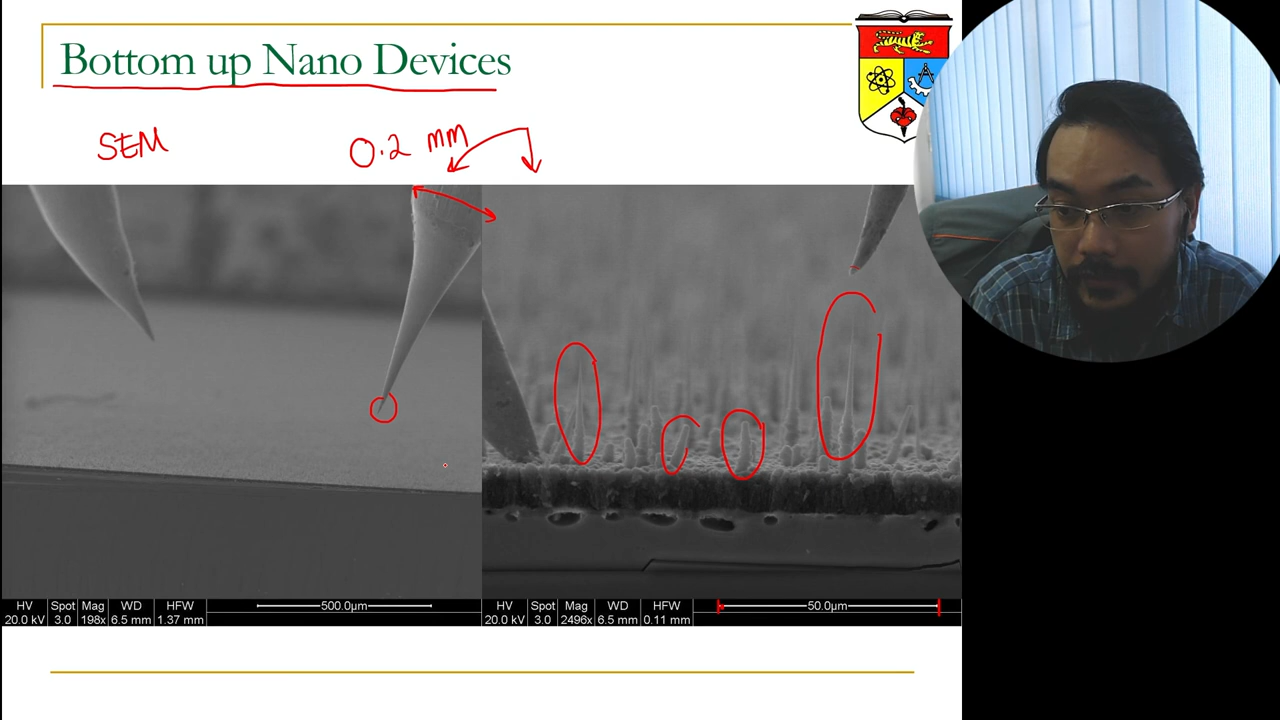 Bottom up Nano Devices
SEM
0.2 mm
HV Spot Mag WD HFW
20.0 kV 3.0 198x 6.5 mm 1.37 mm
500.0µm
HV Spot Mag WD HFW
20.0 kV 3.0 2496x 6.5 mm 0.11 mm
50.0µm